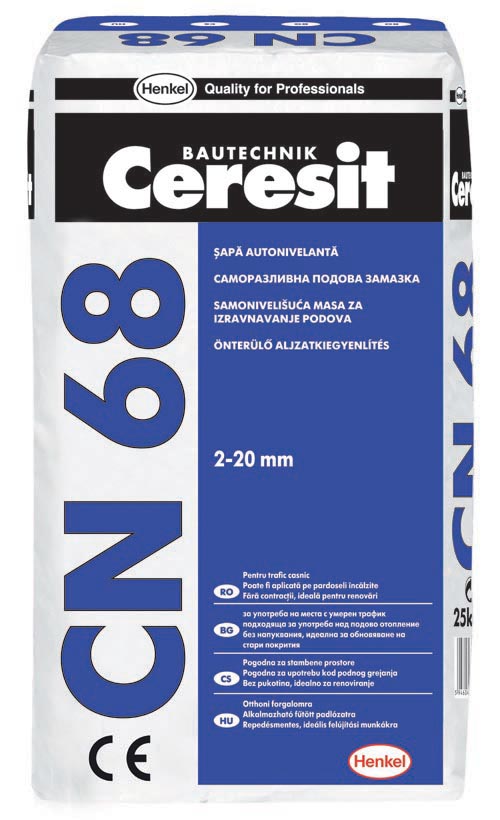 CN 68
Henkel Quality for Professionals
BAUTECHNIK
Ceresit
CN 68
ŞAPĂ AUTONIVELANTĂ
САМОРАЗЛИВНА ПОДОВА ЗАМАЗКА
SAMONIVELIŠUĆA MASA ZA
IZRAVNAVANJE PODOVA
ÖNTERÜLŐ ALJZATKIEGYENLÍTÉS
2-20 mm
RO
Pentru trafic casnic
Poate fi aplicată pe pardoseli încălzite
Fără contracţii, ideală pentru renovări
BG
за употреба на места с умерен трафик
подходяща за употреба над подово отопление
без напуквания, идеална за обновяване на
стари покрития
CS
Pogodna za stambene prostore
Pogodna za upotrebu kod podnog grejanja
Bez pukotina, idealno za renoviranje
HU
Otthoni forgalomra
Alkalmazható fűtött padlózatra
Repedésmentes, ideális felújítási munkákra
CE
Henkel
Ceresit
CN 68
25k